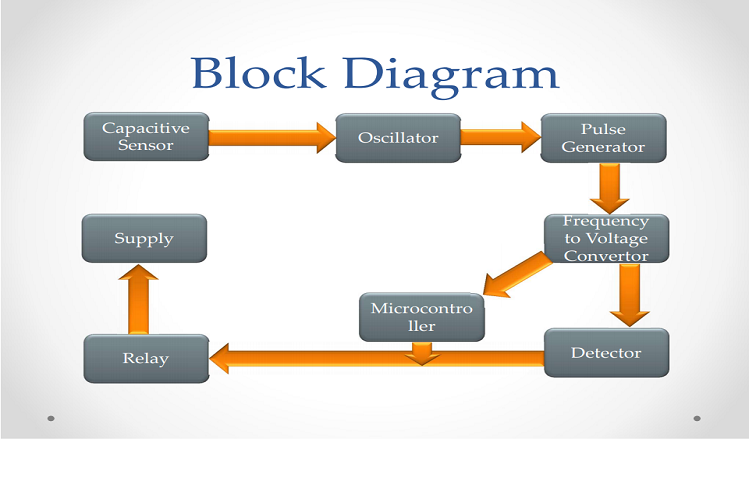 Block Diagram
Capacitive
Sensor
Oscillator
Pulse
Generator
Supply
Frequency
to Voltage
Convertor
Microcontro
ller
Relay
Detector